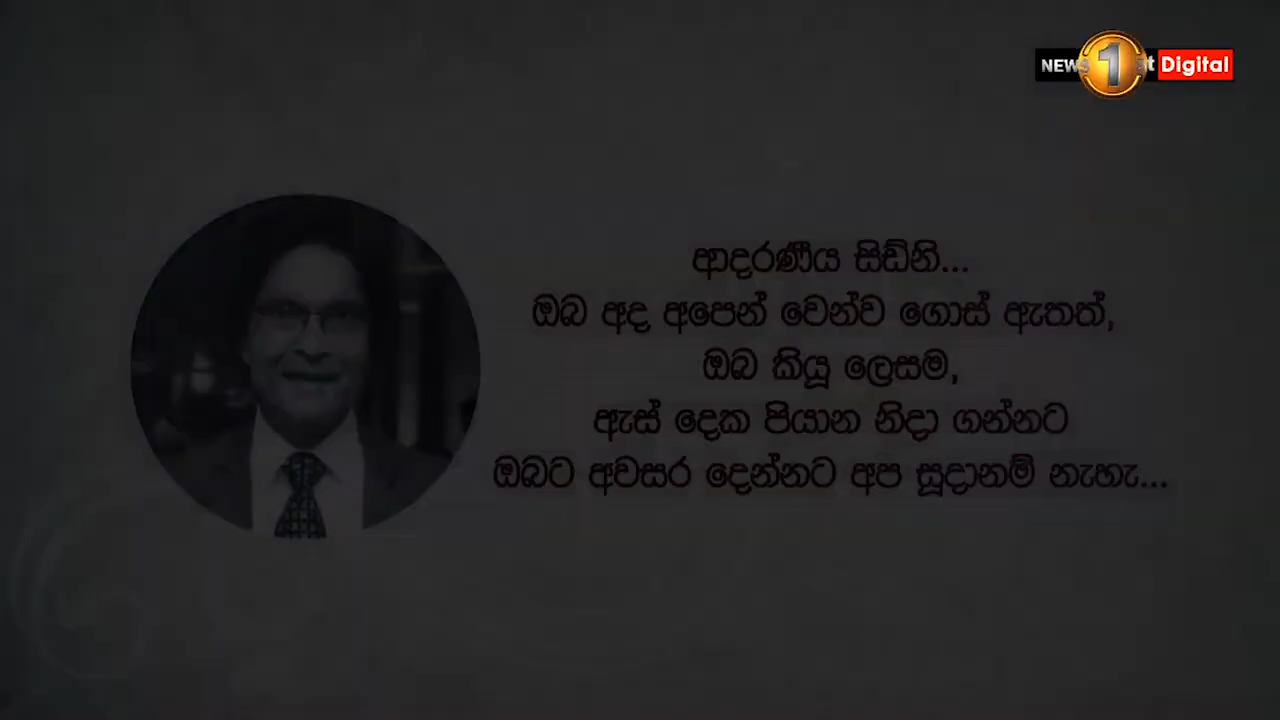 NEWS 1st Digital
ආදරණීය සිඩ්නි...
ඔබ අද අපෙන් වෙන්ව ගොස් ඇතත්,
ඔබ කියූ ලෙසම,
ඇස් දෙක පියාන නිදා ගන්නට
ඔබට අවසර දෙන්නට අප සූදානම් නැහැ...